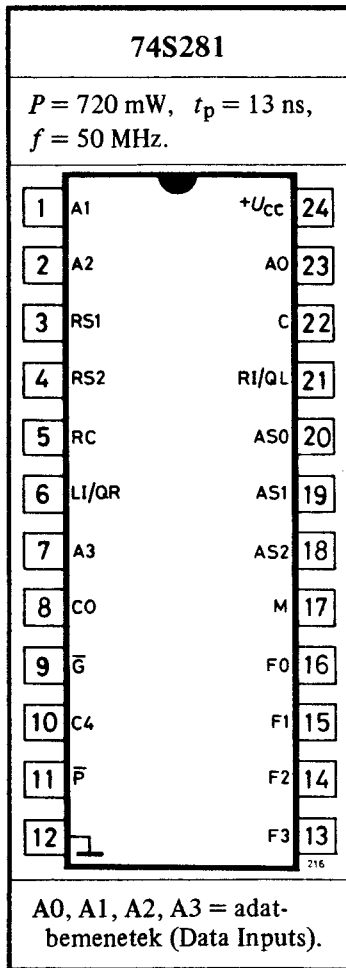 74S281
P = 720 mW, tp = 13 ns,
f = 50 MHz.
1 A1 +UCC 24
2 A2 A0 23
3 RS1 C 22
4 RS2 RI/QL 21
5 RC AS0 20
6 LI/QR AS1 19
7 A3 AS2 18
8 C0 M 17
9 G̅ F0 16
10 C4 F1 15
11 P̅ F2 14
12 F3 13
216
A0, A1, A2, A3 = adat-
bemenetek (Data Inputs).